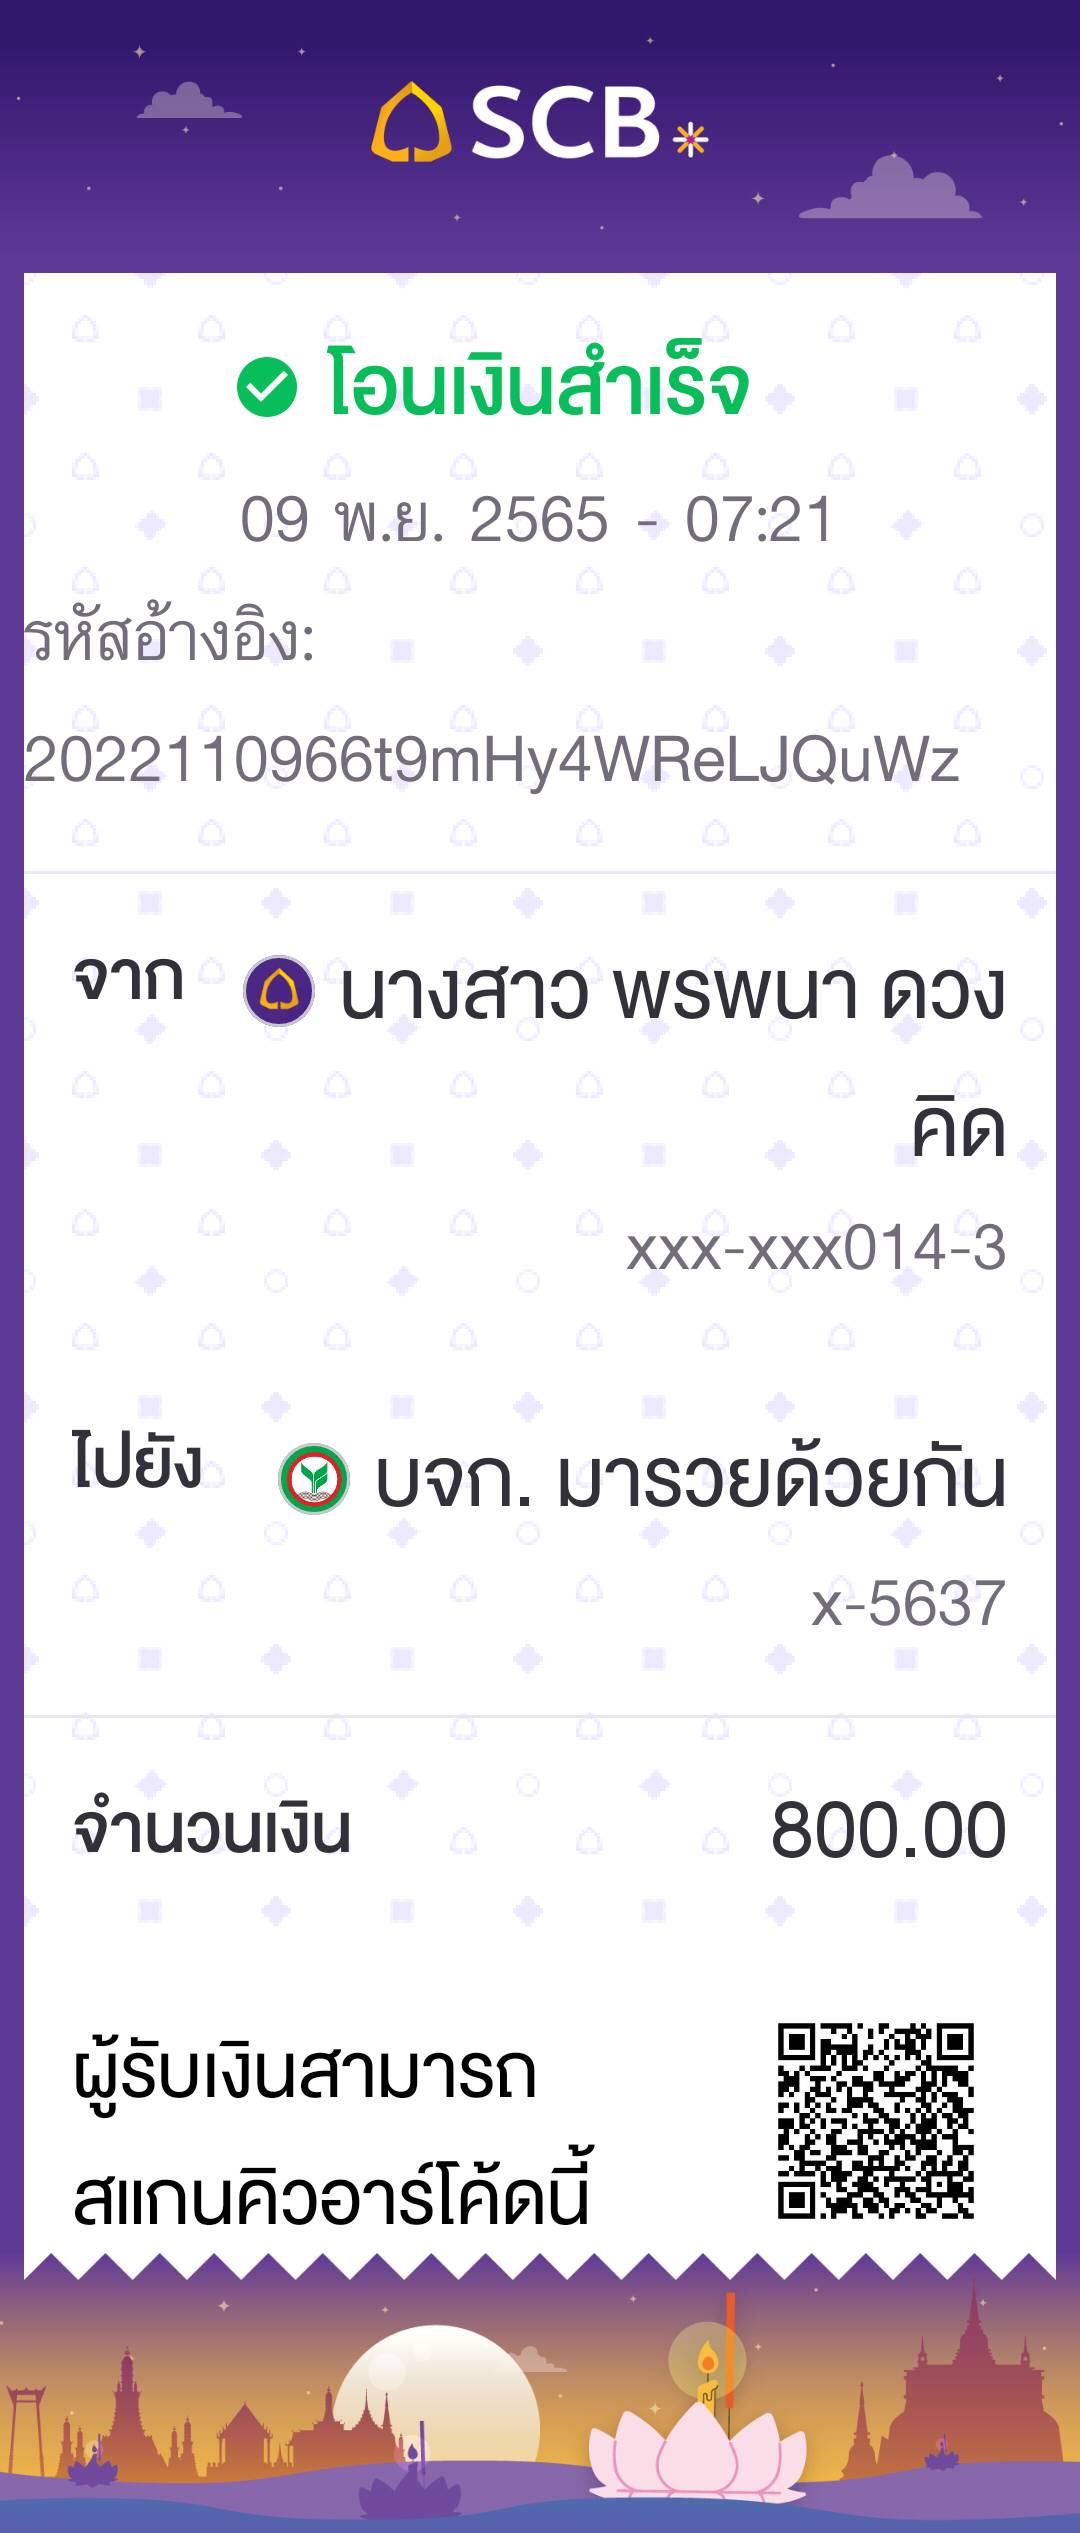 SCB
โอนเงินสำเร็จ
09 พ.ย. 2565 - 07:21
รหัสอ้างอิง:
2022110966t9mHy4WReLJQuWz
จาก นางสาว พรพนา ดวง
คิด
xxx-xxx014-3
ไปยัง บจก. มารวยด้วยกัน
x-5637
จำนวนเงิน 800.00
ผู้รับเงินสามารถ
สแกนคิวอาร์โค้ดนี้